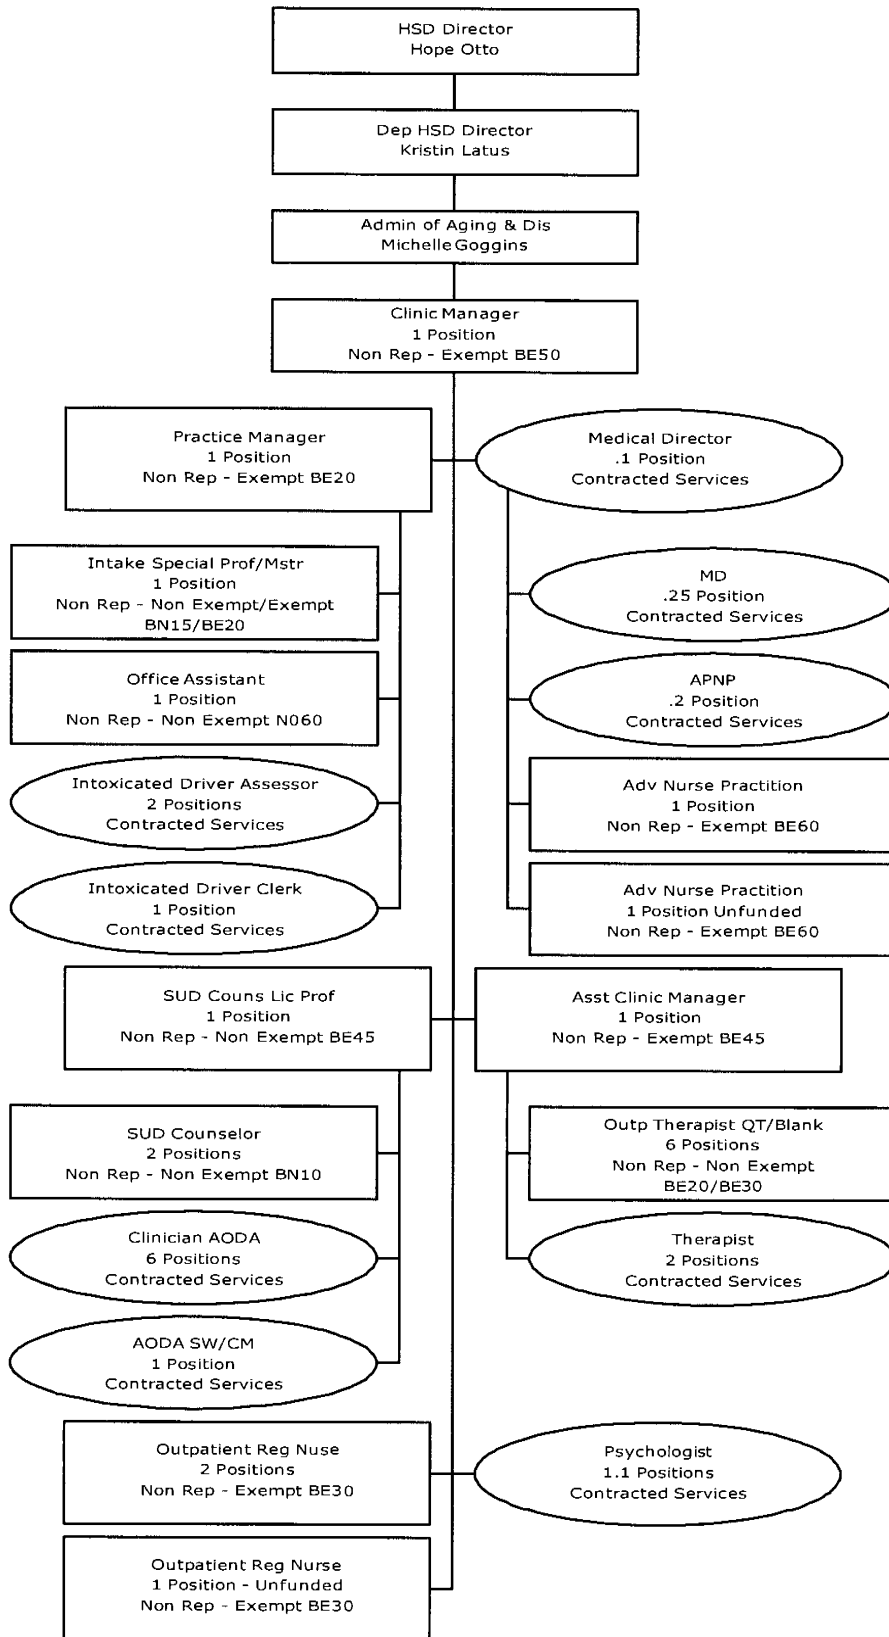 HSD Director
Hope Otto
Dep HSD Director
Kristin Latus
Admin of Aging & Dis
Michelle Goggins
Clinic Manager
1 Position
Non Rep - Exempt BE50
Practice Manager
1 Position
Non Rep - Exempt BE20
Medical Director
.1 Position
Contracted Services
Intake Special Prof/Mstr
1 Position
Non Rep - Non Exempt/Exempt
BN15/BE20
MD
.25 Position
Contracted Services
Office Assistant
1 Position
Non Rep - Non Exempt N060
APNP
.2 Position
Contracted Services
Intoxicated Driver Assessor
2 Positions
Contracted Services
Adv Nurse Practition
1 Position
Non Rep - Exempt BE60
Intoxicated Driver Clerk
1 Position
Contracted Services
Adv Nurse Practition
1 Position Unfunded
Non Rep - Exempt BE60
SUD Couns Lic Prof
1 Position
Non Rep - Non Exempt BE45
Asst Clinic Manager
1 Position
Non Rep - Exempt BE45
SUD Counselor
2 Positions
Non Rep - Non Exempt BN10
Outp Therapist QT/Blank
6 Positions
Non Rep - Non Exempt
BE20/BE30
Clinician AODA
6 Positions
Contracted Services
Therapist
2 Positions
Contracted Services
AODA SW/CM
1 Position
Contracted Services
Outpatient Reg Nuse
2 Positions
Non Rep - Exempt BE30
Psychologist
1.1 Positions
Contracted Services
Outpatient Reg Nurse
1 Position - Unfunded
Non Rep - Exempt BE30